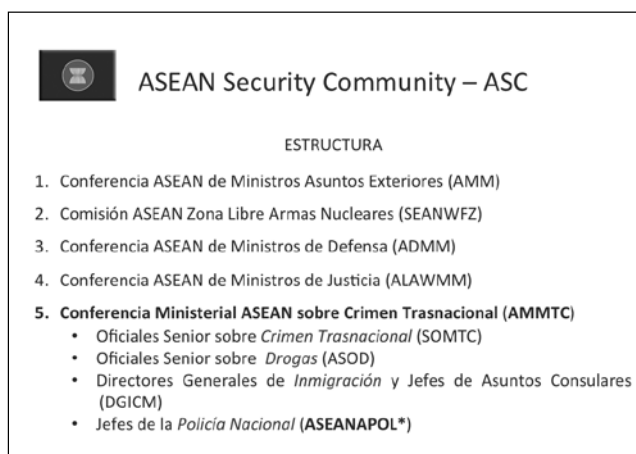 ASEAN Security Community – ASC
ESTRUCTURA
1. Conferencia ASEAN de Ministros Asuntos Exteriores (AMM)
2. Comisión ASEAN Zona Libre Armas Nucleares (SEANWFZ)
3. Conferencia ASEAN de Ministros de Defensa (ADMM)
4. Conferencia ASEAN de Ministros de Justicia (ALAWMM)
5. Conferencia Ministerial ASEAN sobre Crimen Trasnacional (AMMTC)
• Oficiales Senior sobre Crimen Trasnacional (SOMTC)
• Oficiales Senior sobre Drogas (ASOD)
• Directores Generales de Inmigración y Jefes de Asuntos Consulares
(DGICM)
• Jefes de la Policía Nacional (ASEANAPOL*)